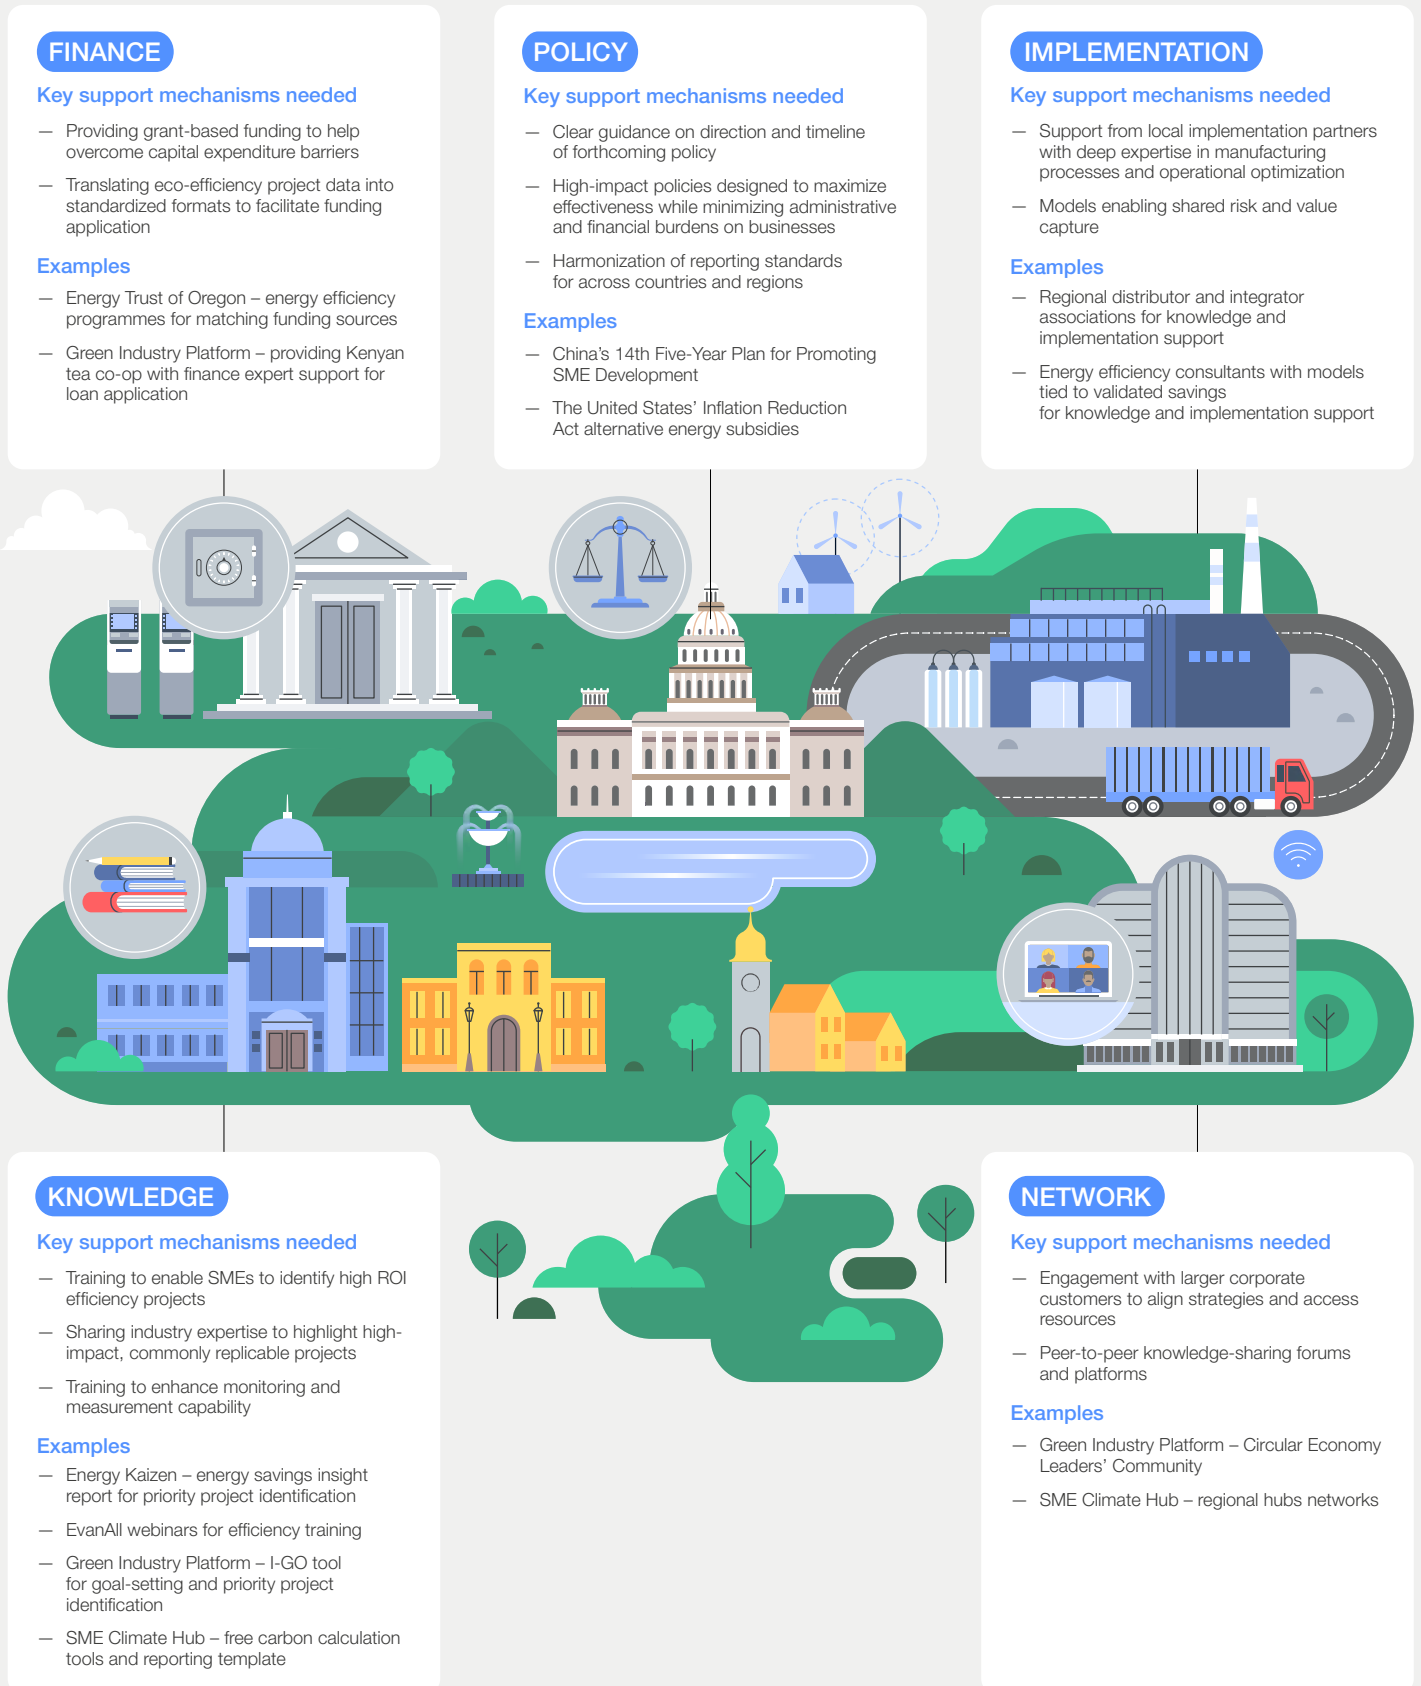 FINANCE
Key support mechanisms needed
— Providing grant-based funding to help
overcome capital expenditure barriers
— Translating eco-efficiency project data into
standardized formats to facilitate funding
application
Examples
— Energy Trust of Oregon – energy efficiency
programmes for matching funding sources
— Green Industry Platform – providing Kenyan
tea co-op with finance expert support for
loan application
POLICY
Key support mechanisms needed
— Clear guidance on direction and timeline
of forthcoming policy
— High-impact policies designed to maximize
effectiveness while minimizing administrative
and financial burdens on businesses
— Harmonization of reporting standards
for across countries and regions
Examples
— China’s 14th Five-Year Plan for Promoting
SME Development
— The United States’ Inflation Reduction
Act alternative energy subsidies
IMPLEMENTATION
Key support mechanisms needed
— Support from local implementation partners
with deep expertise in manufacturing
processes and operational optimization
— Models enabling shared risk and value
capture
Examples
— Regional distributor and integrator
associations for knowledge and
implementation support
— Energy efficiency consultants with models
tied to validated savings
for knowledge and implementation support
KNOWLEDGE
Key support mechanisms needed
— Training to enable SMEs to identify high ROI
efficiency projects
— Sharing industry expertise to highlight high-
impact, commonly replicable projects
— Training to enhance monitoring and
measurement capability
Examples
— Energy Kaizen – energy savings insight
report for priority project identification
— EvanAll webinars for efficiency training
— Green Industry Platform – I-GO tool
for goal-setting and priority project
identification
— SME Climate Hub – free carbon calculation
tools and reporting template
NETWORK
Key support mechanisms needed
— Engagement with larger corporate
customers to align strategies and access
resources
— Peer-to-peer knowledge-sharing forums
and platforms
Examples
— Green Industry Platform – Circular Economy
Leaders’ Community
— SME Climate Hub – regional hubs networks